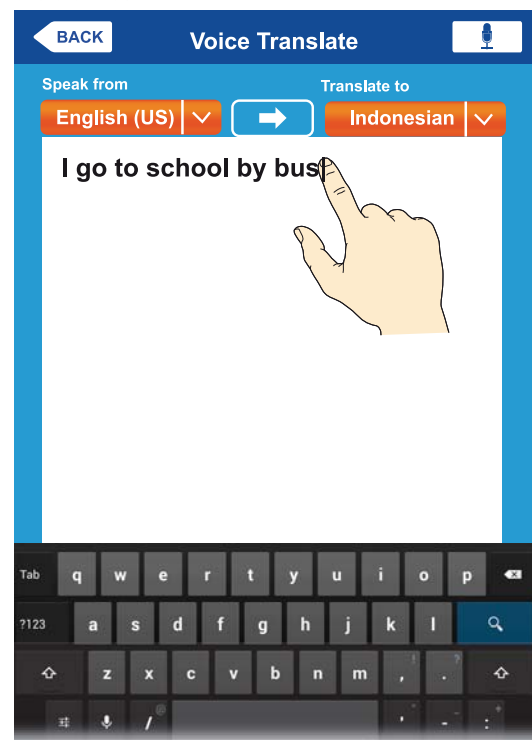 BACK
Voice Translate
Speak from
Translate to
English (US)
Indonesian
I go to school by bus
Tab q w e r t y u i o p
?123 a s d f g h j k l
z x c v b n m , ! . ?
/ @ ' - _ : +